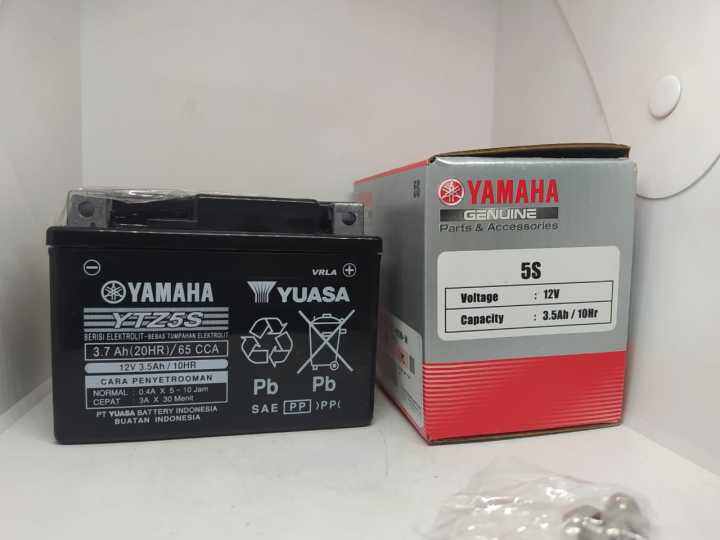 VRLA
YAMAHA
YUASA
YTZ5S
BERISI ELEKTROLIT-BEBAS TUMPAHAN ELEKTROLIT
3.7 Ah(20HR)/65 CCA
12V 3.5Ah/10HR
CARA PENYETROOMAN
NORMAL : 0.4A X 5 - 10 Jam
CEPAT : 3A X 30 Menit
PT YUASA BATTERY INDONESIA
BUATAN INDONESIA
Pb Pb
SAE PP >PP<
YAMAHA
GENUINE
Parts & Accessories
5S
Voltage : 12V
Capacity : 3.5Ah / 10Hr